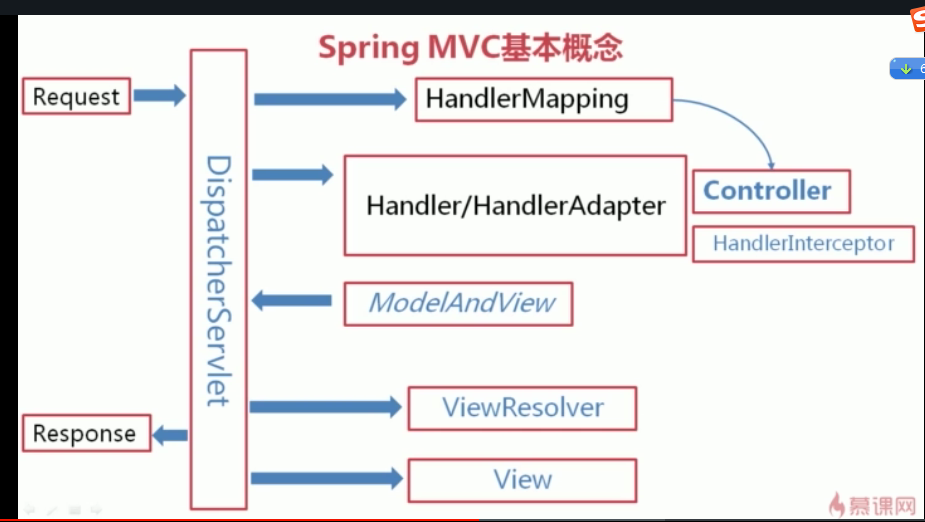 Spring MVC基本概念
Request
HandlerMapping
DispatcherServlet
Handler/HandlerAdapter
Controller
HandlerInterceptor
ModelAndView
ViewResolver
Response
View
慕课网